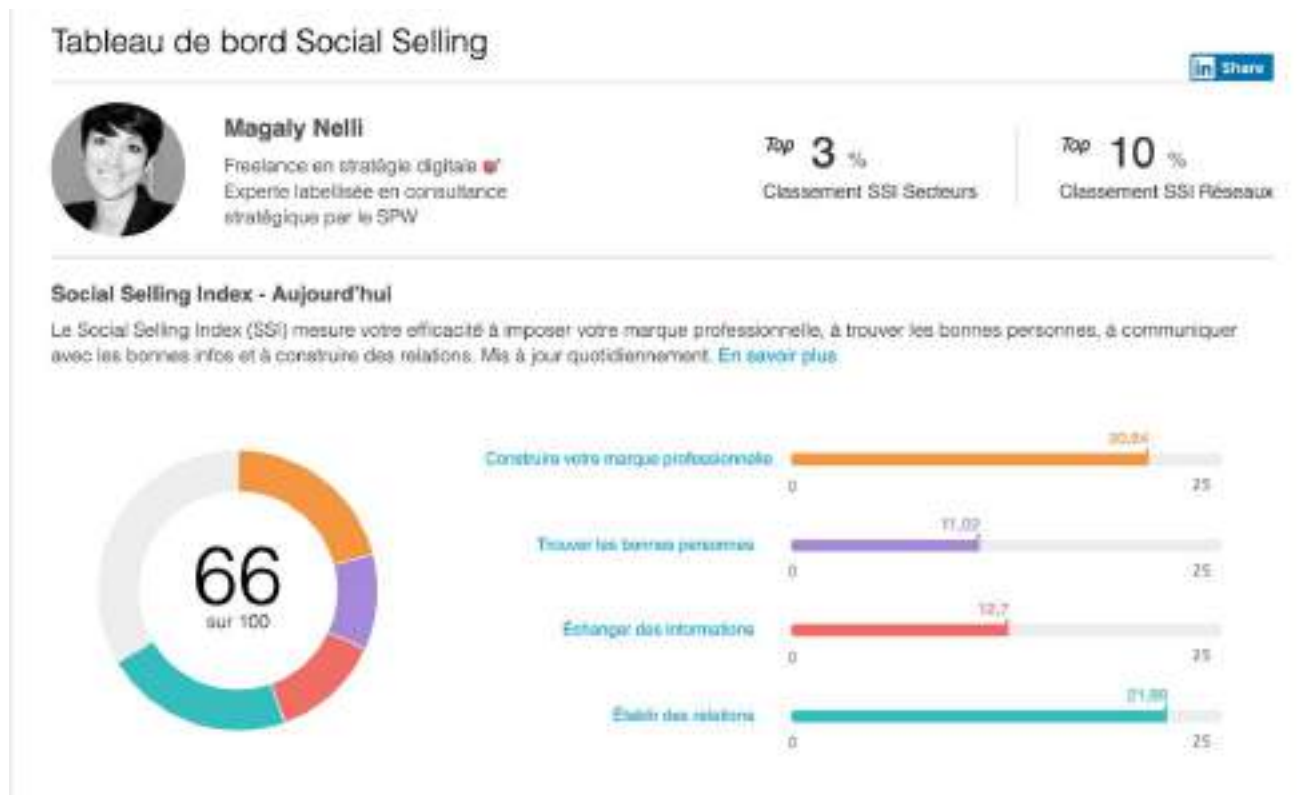 Tableau de bord Social Selling
in Share
Magaly Nelli
Freelance en stratégie digitale
Experte labellisée en consultance
stratégique par le SPW
Top 3 %
Classement SSI Secteurs
Top 10 %
Classement SSI Réseaux
Social Selling Index - Aujourd'hui
Le Social Selling Index (SSI) mesure votre efficacité à imposer votre marque professionnelle, à trouver les bonnes personnes, à communiquer
avec les bonnes infos et à construire des relations. Mis à jour quotidiennement. En savoir plus
66
sur 100
Construire votre marque professionnelle
0 25
Trouver les bonnes personnes
11,02
0 25
Échanger des informations
12,7
0 25
Établir des relations
0 25